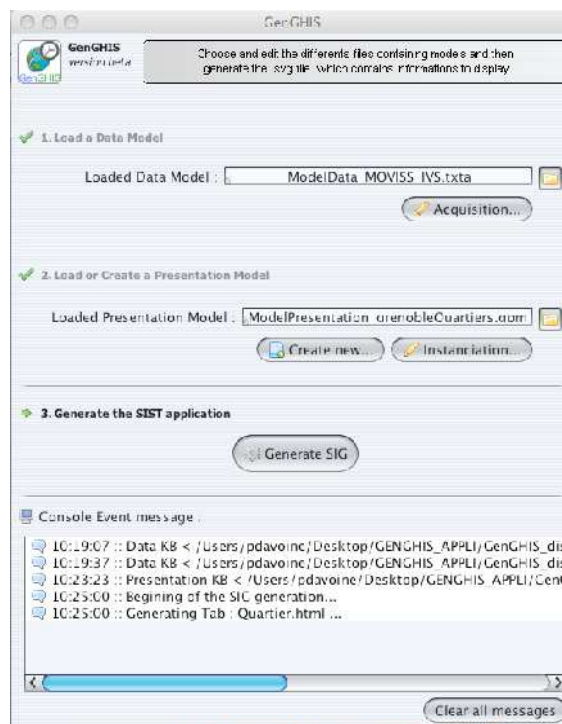 GenGHIS
GenGHIS
version beta
GenGHIS
Choose and edit the differents files containing models and then
generate the .svg file, which contains informations to display
1. Load a Data Model
Loaded Data Model :
ModelData_MOVISS_IVS.txta
Acquisition...
2. Load or Create a Presentation Model
Loaded Presentation Model :
ModelPresentation_grenobleQuartiers.gpm
Create new...
Instanciation...
3. Generate the SIST application
Generate SIG
Console Event message :
10:19:07 :: Data KB < /Users/pdavoine/Desktop/GENGHIS_APPLI/GenGHIS_dis
10:19:37 :: Data KB < /Users/pdavoine/Desktop/GENGHIS_APPLI/GenGHIS_dis
10:23:23 :: Presentation KB < /Users/pdavoine/Desktop/GENGHIS_APPLI/Gen
10:25:00 :: Begining of the SIG generation...
10:25:00 :: Generating Tab : Quartier.html ...
Clear all messages